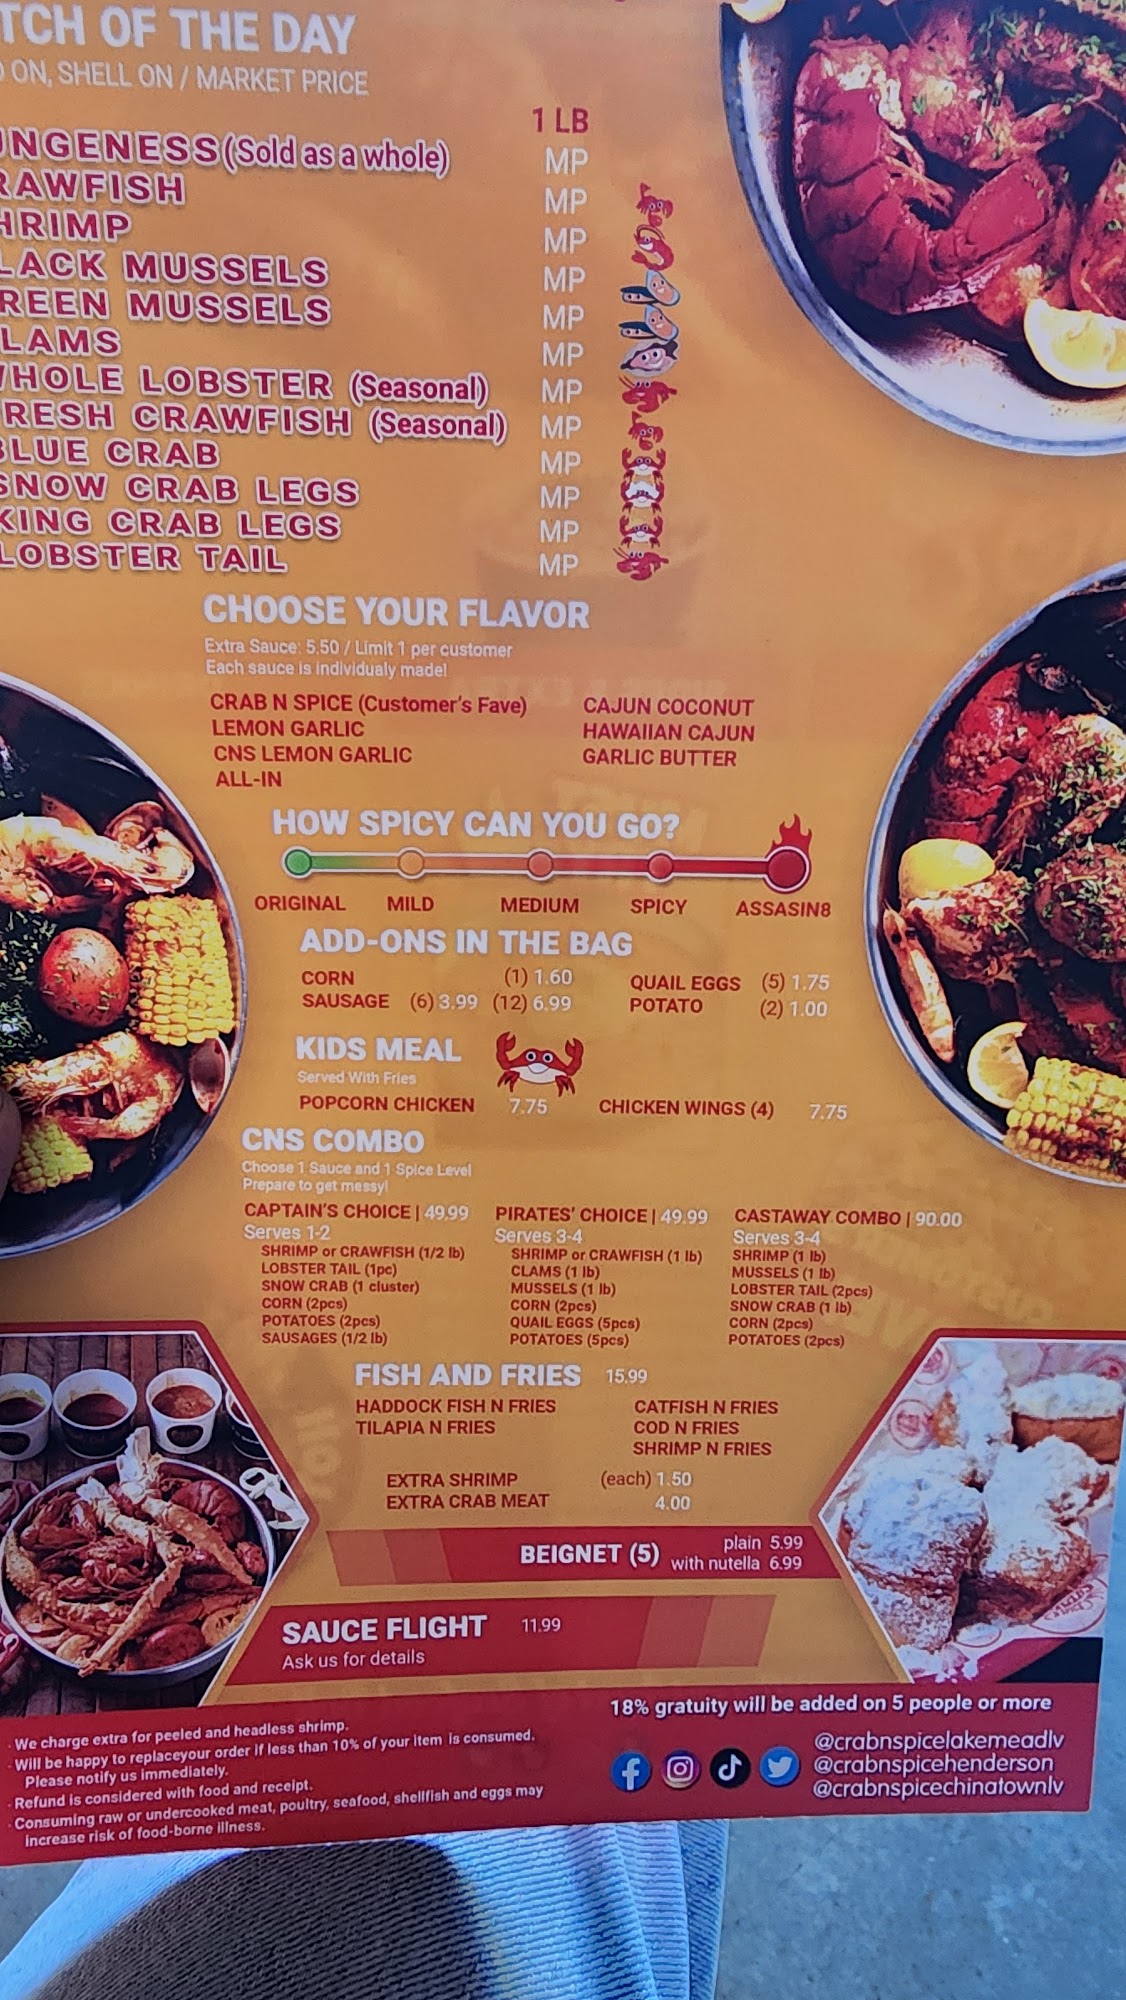 TCH OF THE DAY
ON, SHELL ON / MARKET PRICE
1 LB
NGENESS (Sold as a whole) MP
RAWFISH MP
HRIMP MP
LACK MUSSELS MP
REEN MUSSELS MP
LAMS MP
WHOLE LOBSTER (Seasonal) MP
RESH CRAWFISH (Seasonal) MP
BLUE CRAB MP
SNOW CRAB LEGS MP
KING CRAB LEGS MP
LOBSTER TAIL MP
CHOOSE YOUR FLAVOR
Extra Sauce: 5.50 / Limit 1 per customer
Each sauce is individualy made!
CRAB N SPICE (Customer's Fave)
LEMON GARLIC
CNS LEMON GARLIC
ALL-IN
CAJUN COCONUT
HAWAIIAN CAJUN
GARLIC BUTTER
HOW SPICY CAN YOU GO?
ORIGINAL MILD MEDIUM SPICY ASSASIN8
ADD-ONS IN THE BAG
CORN (1) 1.60
SAUSAGE (6) 3.99 (12) 6.99
QUAIL EGGS (5) 1.75
POTATO (2) 1.00
KIDS MEAL
Served With Fries
POPCORN CHICKEN 7.75 CHICKEN WINGS (4) 7.75
CNS COMBO
Choose 1 Sauce and 1 Spice Level
Prepare to get messy!
CAPTAIN'S CHOICE | 49.99
Serves 1-2
SHRIMP or CRAWFISH (1/2 lb)
LOBSTER TAIL (1pc)
SNOW CRAB (1 cluster)
CORN (2pcs)
POTATOES (2pcs)
SAUSAGES (1/2 lb)
PIRATES' CHOICE | 49.99
Serves 3-4
SHRIMP or CRAWFISH (1 lb)
CLAMS (1 lb)
MUSSELS (1 lb)
CORN (2pcs)
QUAIL EGGS (5pcs)
POTATOES (5pcs)
CASTAWAY COMBO | 90.00
Serves 3-4
SHRIMP (1 lb)
MUSSELS (1 lb)
LOBSTER TAIL (2pcs)
SNOW CRAB (1 lb)
CORN (2pcs)
POTATOES (2pcs)
FISH AND FRIES 15.99
HADDOCK FISH N FRIES
TILAPIA N FRIES
CATFISH N FRIES
COD N FRIES
SHRIMP N FRIES
EXTRA SHRIMP (each) 1.50
EXTRA CRAB MEAT 4.00
BEIGNET (5) plain 5.99
with nutella 6.99
SAUCE FLIGHT 11.99
Ask us for details
18% gratuity will be added on 5 people or more
· We charge extra for peeled and headless shrimp.
· Will be happy to replaceyour order if less than 10% of your item is consumed.
Please notify us immediately.
· Refund is considered with food and receipt.
· Consuming raw or undercooked meat, poultry, seafood, shellfish and eggs may
increase risk of food-borne illness.
@crabnspicelakemeadlv
@crabnspicehenderson
@crabnspicechinatownlv